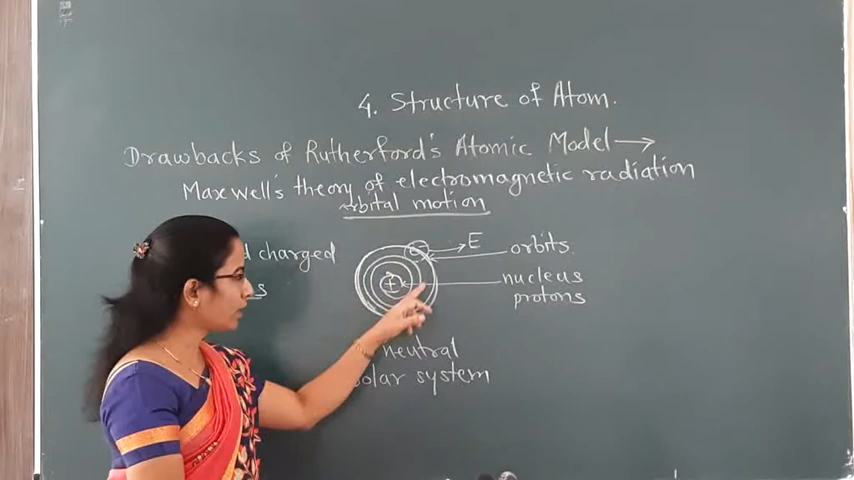 4. Structure of Atom.
Drawbacks of Rutherford's Atomic Model →
Maxwell's theory of electromagnetic radiation
orbital motion
charged
E
orbits.
+
nucleus
protons
neutral
solar system